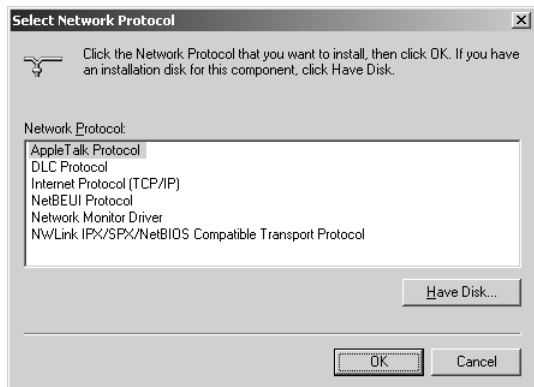 Select Network Protocol
Click the Network Protocol that you want to install, then click OK. If you have
an installation disk for this component, click Have Disk.
Network Protocol:
AppleTalk Protocol
DLC Protocol
Internet Protocol (TCP/IP)
NetBEUI Protocol
Network Monitor Driver
NWLink IPX/SPX/NetBIOS Compatible Transport Protocol
Have Disk...
OK
Cancel